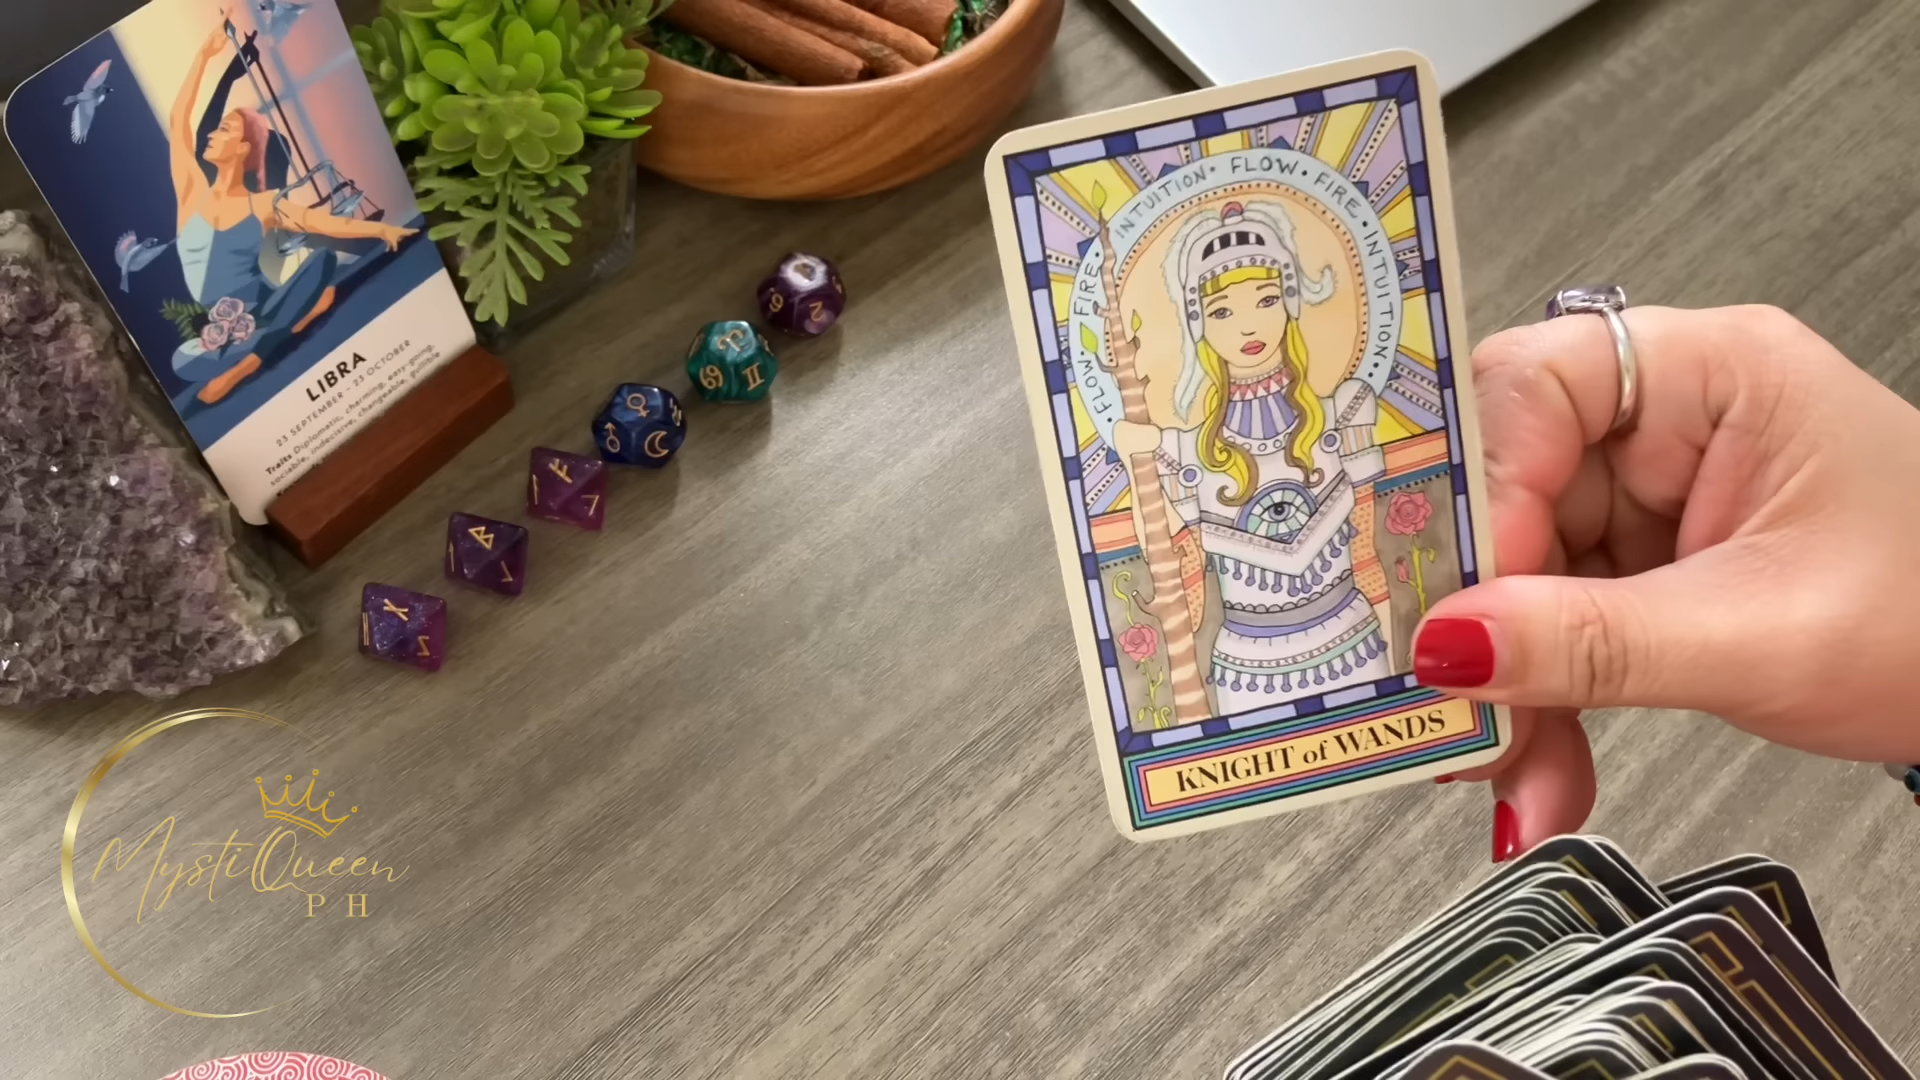 LIBRA
23 SEPTEMBER – 23 OCTOBER
Traits Diplomatic, charming, easy-going,
sociable, indecisive, changeable, gullible
FLOW • FIRE • INTUITION • FLOW • FIRE • INTUITION •
KNIGHT of WANDS
MystiQueen
PH